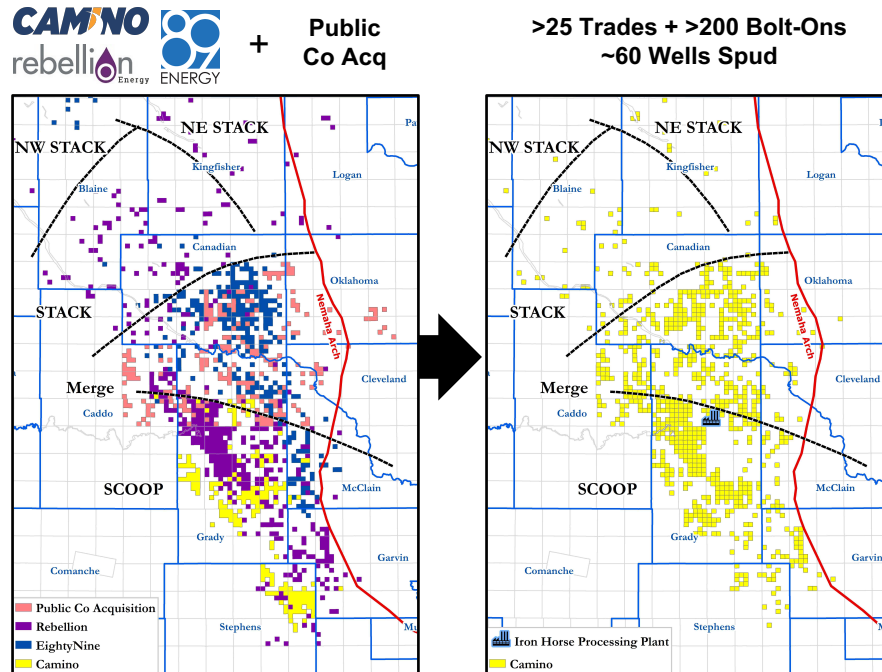 CAMINO
rebellion
Energy
89
ENERGY
+
Public
Co Acq
>25 Trades + >200 Bolt-Ons
~60 Wells Spud
NE STACK
NW STACK
Kingfisher
Blaine
Logan
Pa
Canadian
Oklahoma
STACK
Nemaha Arch
Merge
Cleveland
Caddo
SCOOP
McClain
Grady
Garvin
Comanche
Stephens
Mu
Public Co Acquisition
Rebellion
EightyNine
Camino
NE STACK
NW STACK
Kingfisher
Blaine
Logan
Canadian
Oklahoma
STACK
Nemaha Arch
Merge
Cleveland
Caddo
SCOOP
McClain
Grady
Garvin
Comanche
Stephens
Iron Horse Processing Plant
Camino